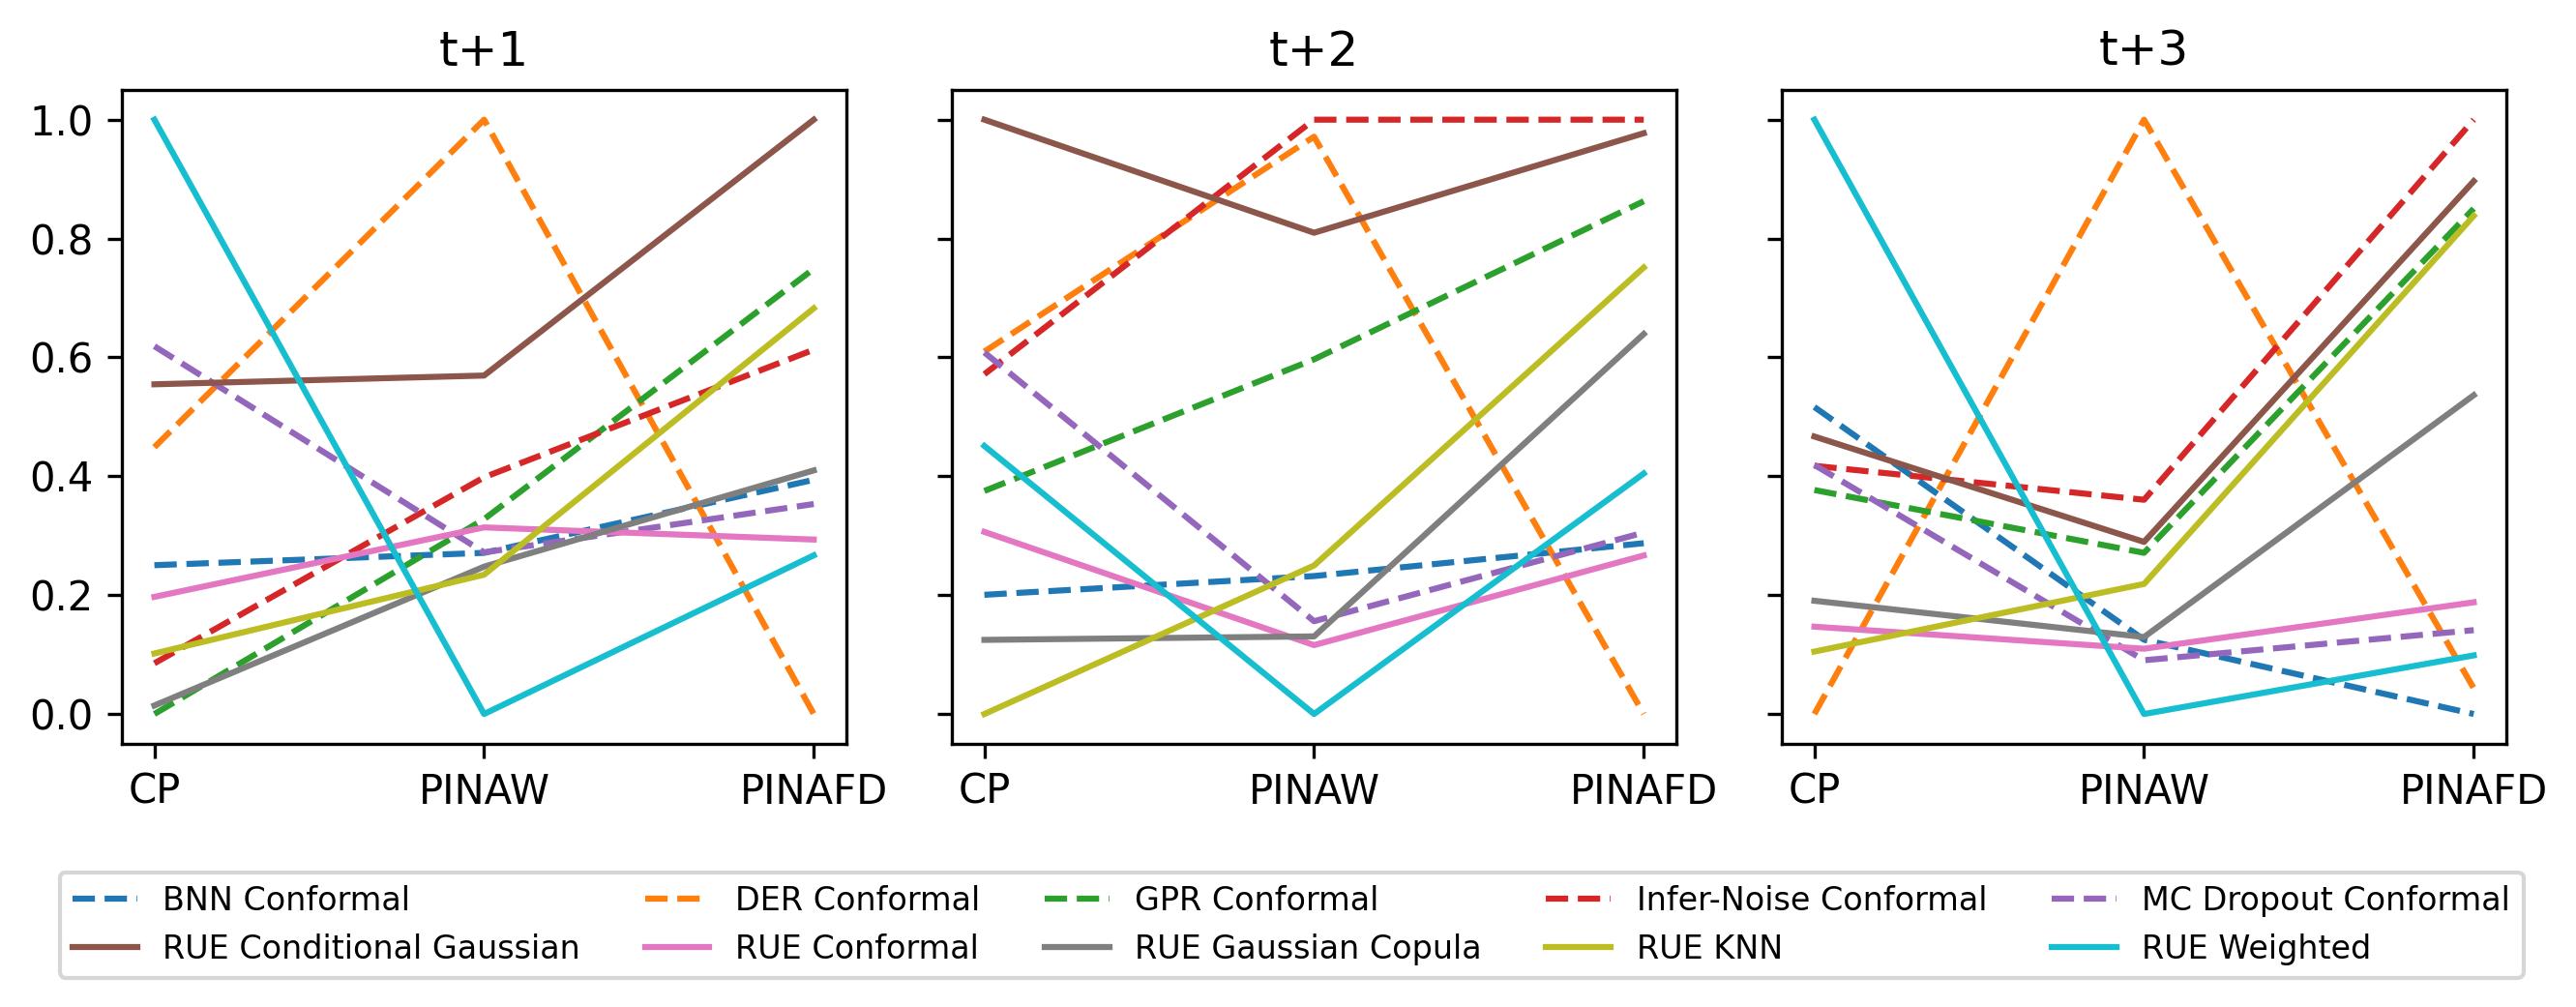 t+1 t+2 t+3
1.0
0.8
0.6
0.4
0.2
0.0
CP PINAW PINAFD CP PINAW PINAFD CP PINAW PINAFD
BNN Conformal DER Conformal GPR Conformal Infer-Noise Conformal MC Dropout Conformal
RUE Conditional Gaussian RUE Conformal RUE Gaussian Copula RUE KNN RUE Weighted